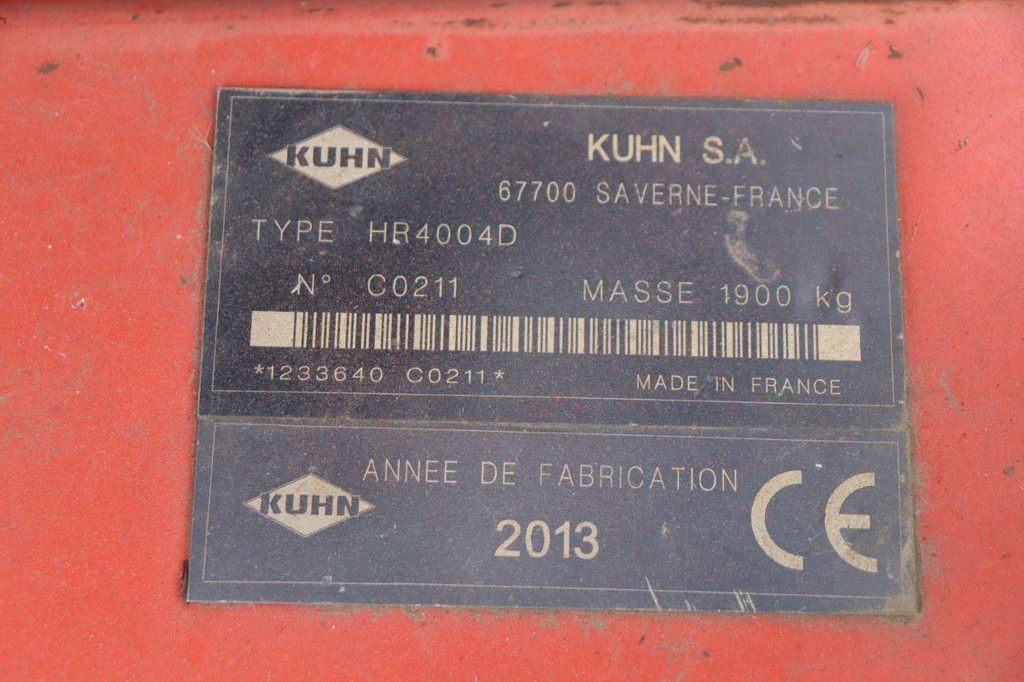 KUHN
KUHN S.A.
67700 SAVERNE-FRANCE
TYPE HR4004D
N° C0211 MASSE 1900 kg
*1233640 C0211*
MADE IN FRANCE
KUHN
ANNEE DE FABRICATION
2013
CE